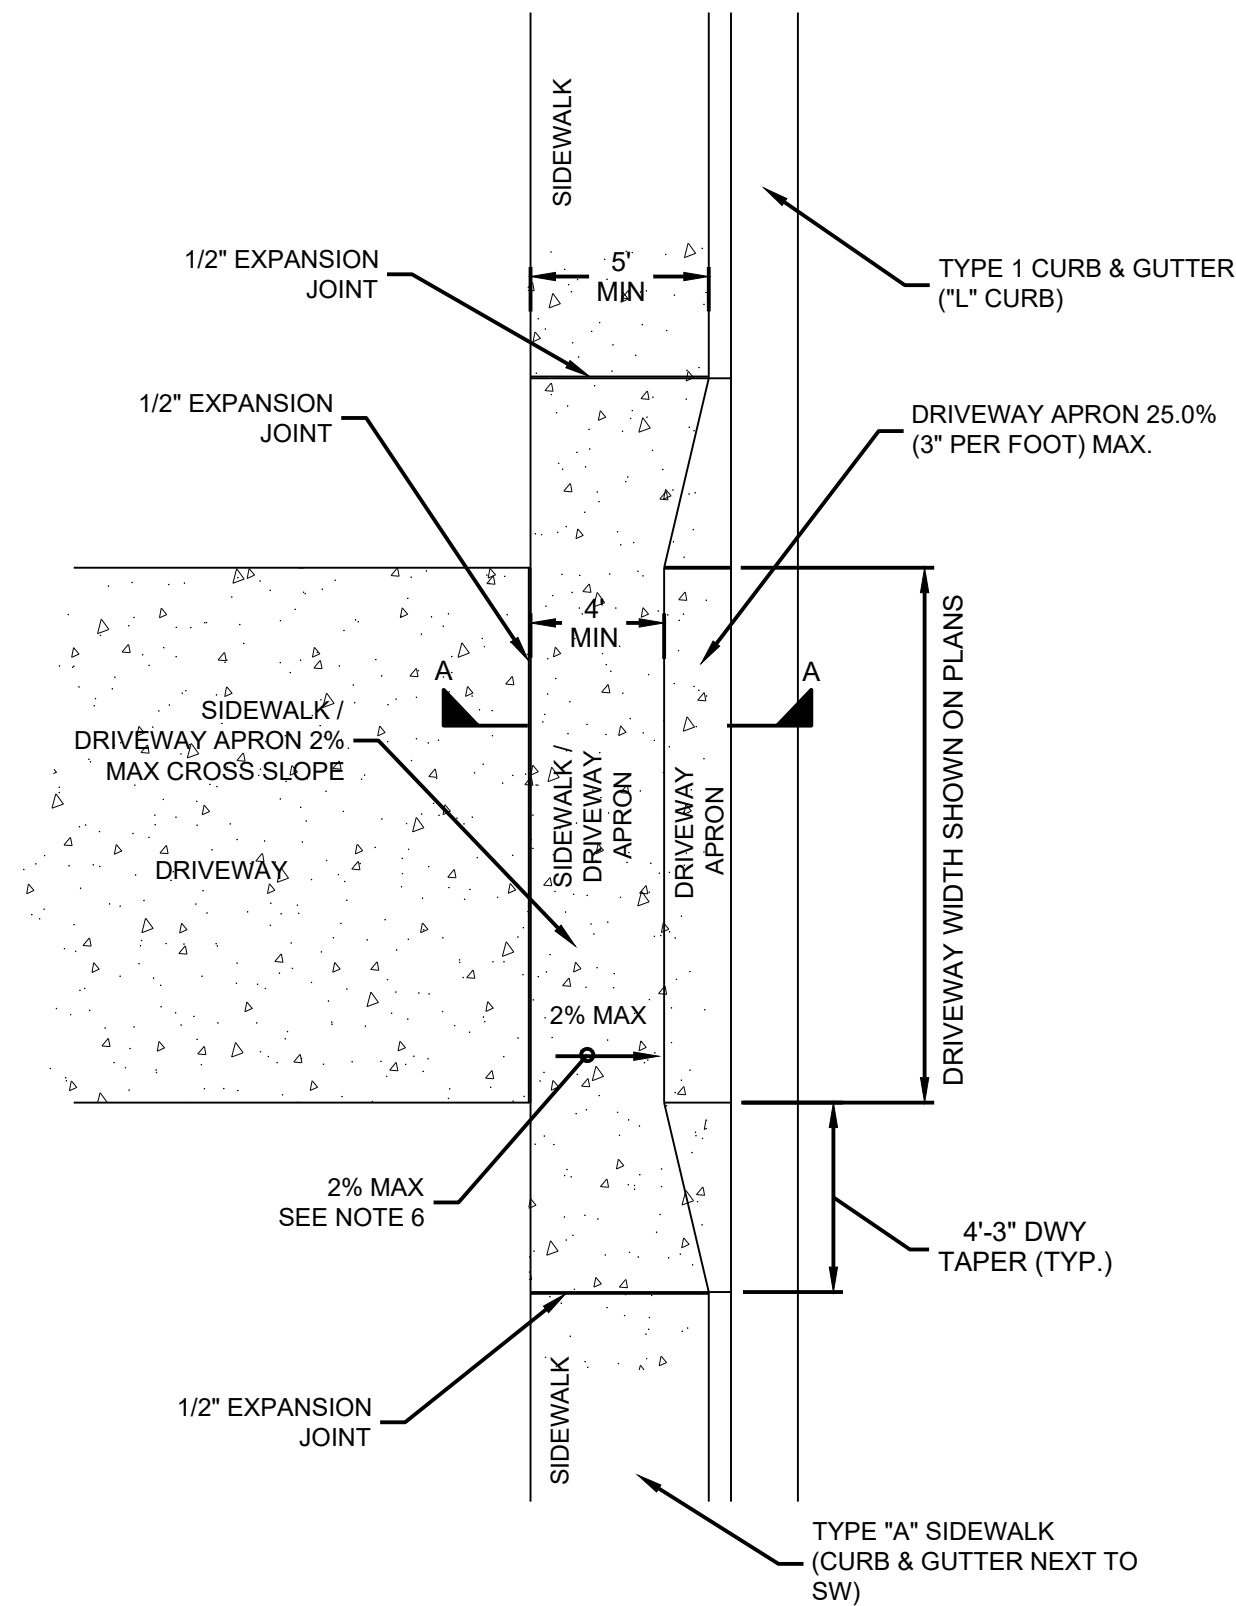 SIDEWALK
1/2" EXPANSION
JOINT
5'
MIN
TYPE 1 CURB & GUTTER
("L" CURB)
1/2" EXPANSION
JOINT
DRIVEWAY APRON 25.0%
(3" PER FOOT) MAX.
4'
MIN
A
A
SIDEWALK /
DRIVEWAY APRON 2%
MAX CROSS SLOPE
SIDEWALK /
DRIVEWAY
APRON
DRIVEWAY
APRON
DRIVEWAY WIDTH SHOWN ON PLANS
DRIVEWAY
2% MAX
2% MAX
SEE NOTE 6
4'-3" DWY
TAPER (TYP.)
1/2" EXPANSION
JOINT
SIDEWALK
TYPE "A" SIDEWALK
(CURB & GUTTER NEXT TO
SW)